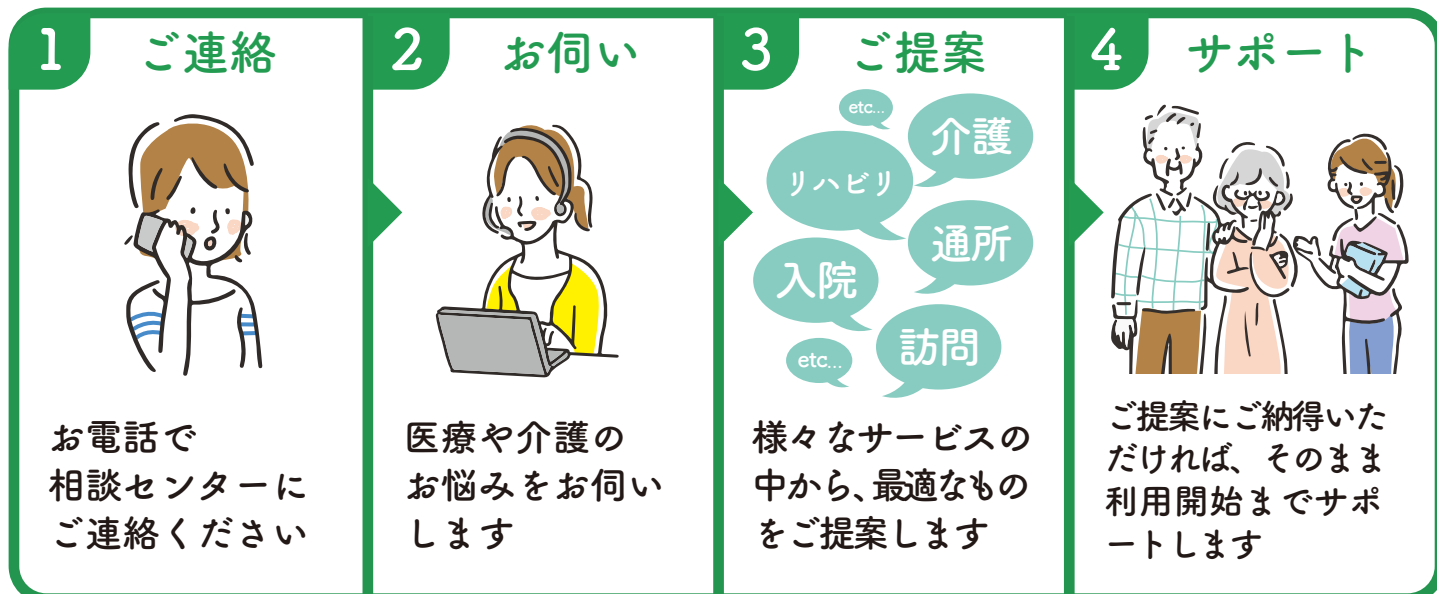 1 ご連絡
お電話で
相談センターに
ご連絡ください
2 お伺い
医療や介護の
お悩みをお伺い
します
3 ご提案
etc...
介護
リハビリ
通所
入院
訪問
etc...
様々なサービスの
中から、最適なもの
をご提案します
4 サポート
ご提案にご納得いた
だければ、そのまま
利用開始までサポ
ートします